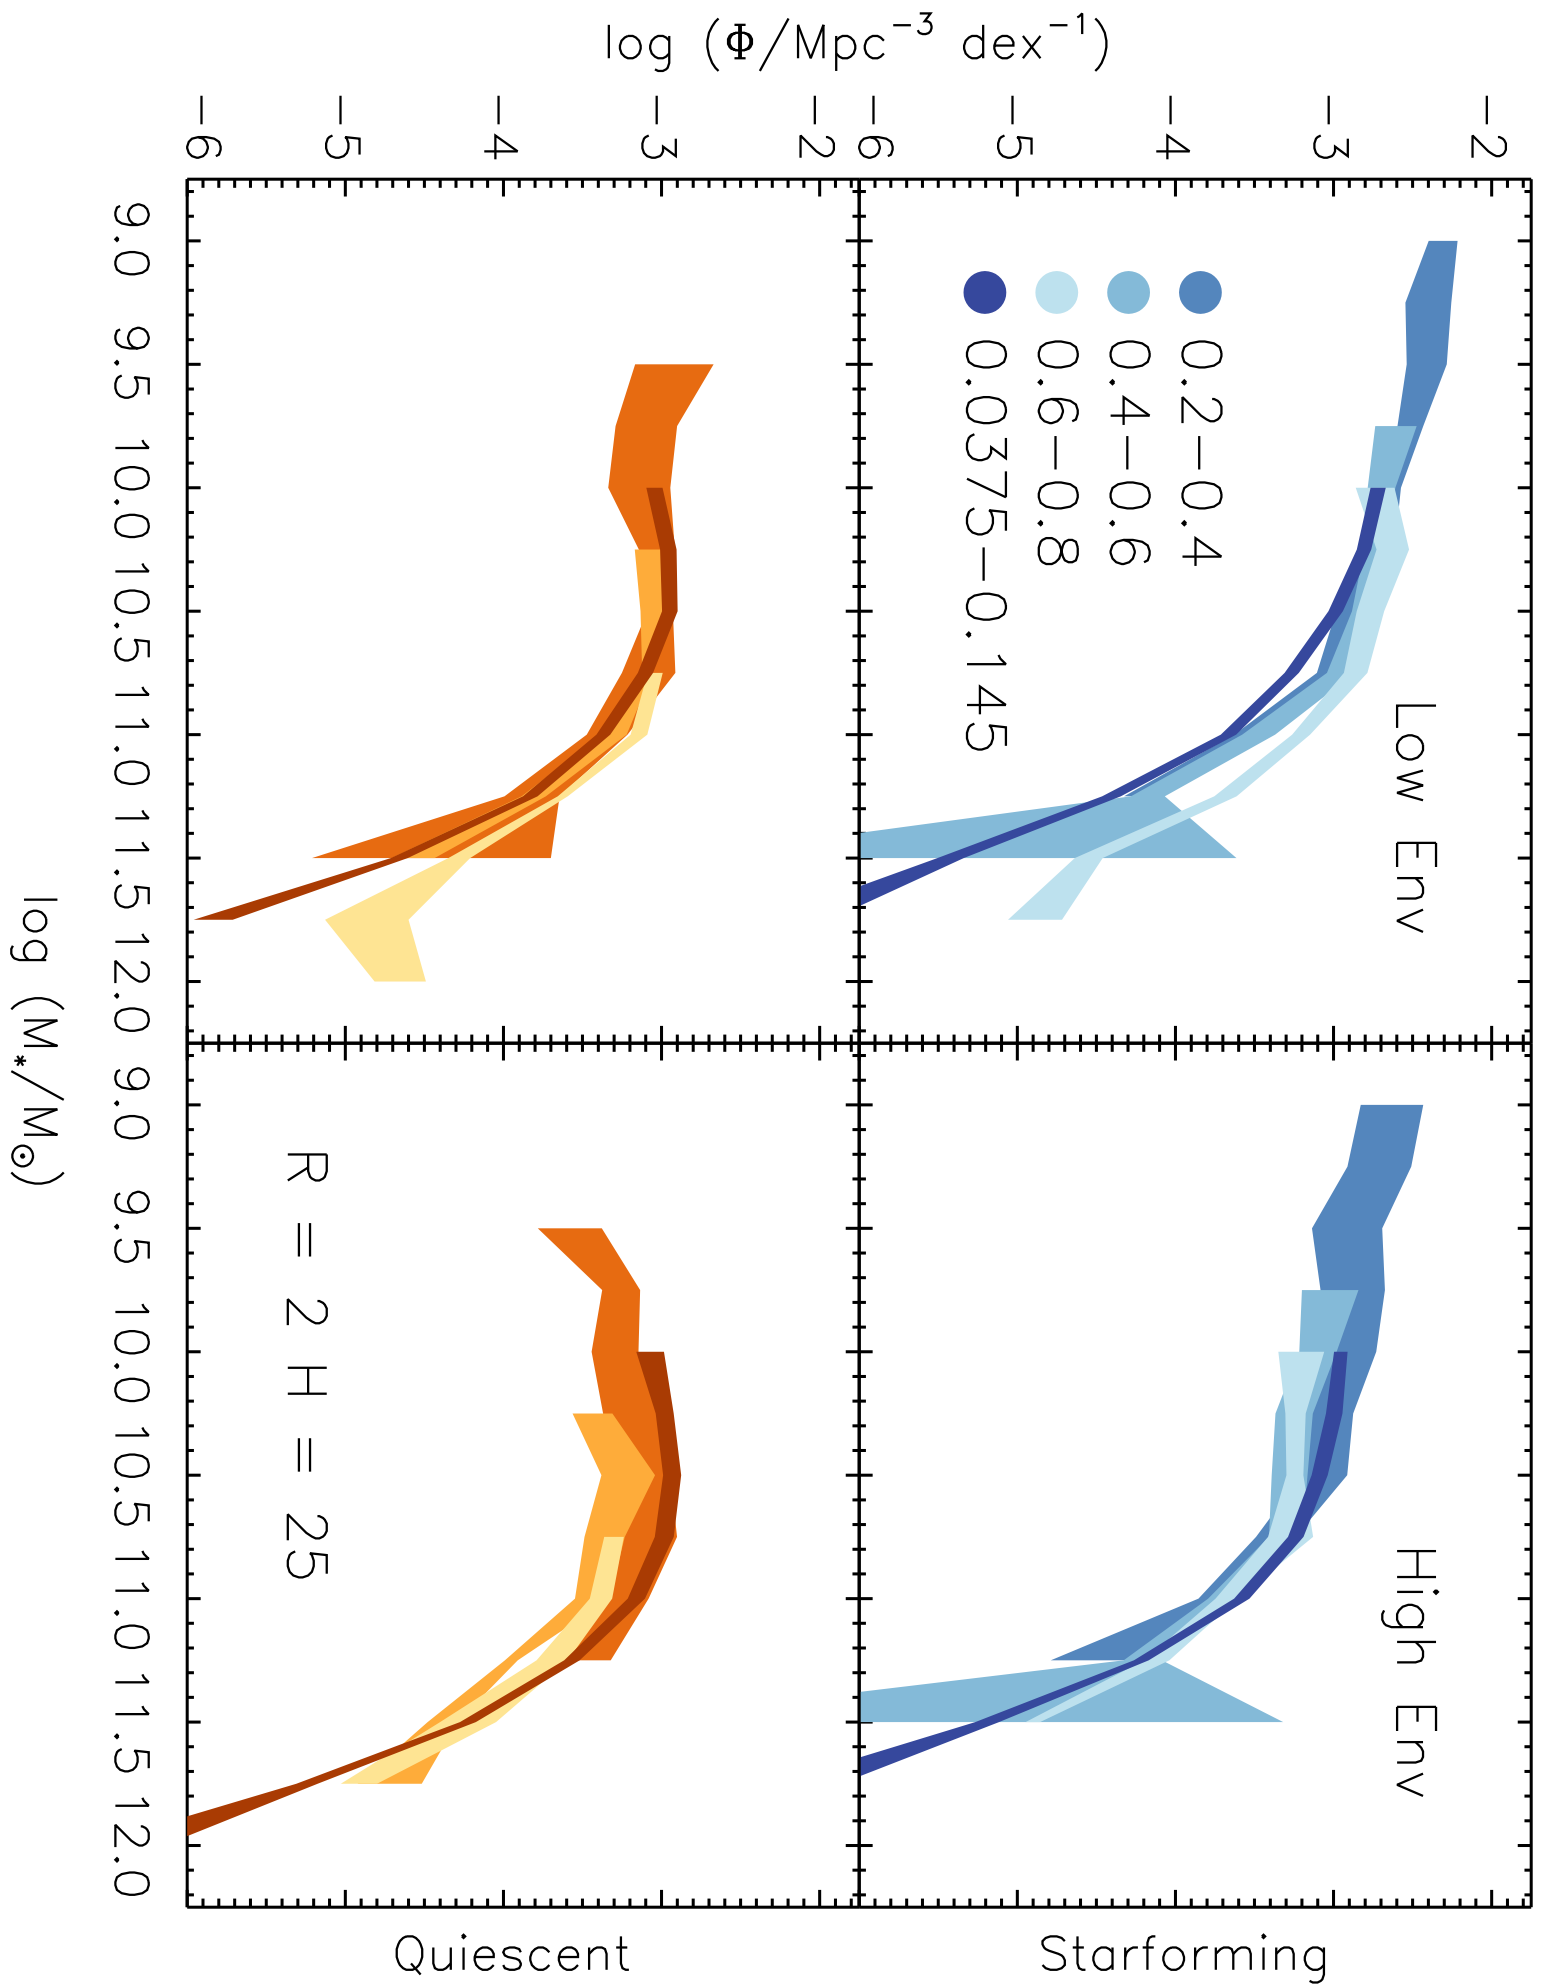 Low Env
High Env
Starforming
0.2-0.4
0.4-0.6
0.6-0.8
0.0375-0.145
-2
-3
-4
-5
-6
log (Φ/Mpc⁻³ dex⁻¹)
Quiescent
R = 2 H = 25
-2
-3
-4
-5
-6
9.0 9.5 10.0 10.5 11.0 11.5 12.0
9.0 9.5 10.0 10.5 11.0 11.5 12.0
log (M*/M⊙)